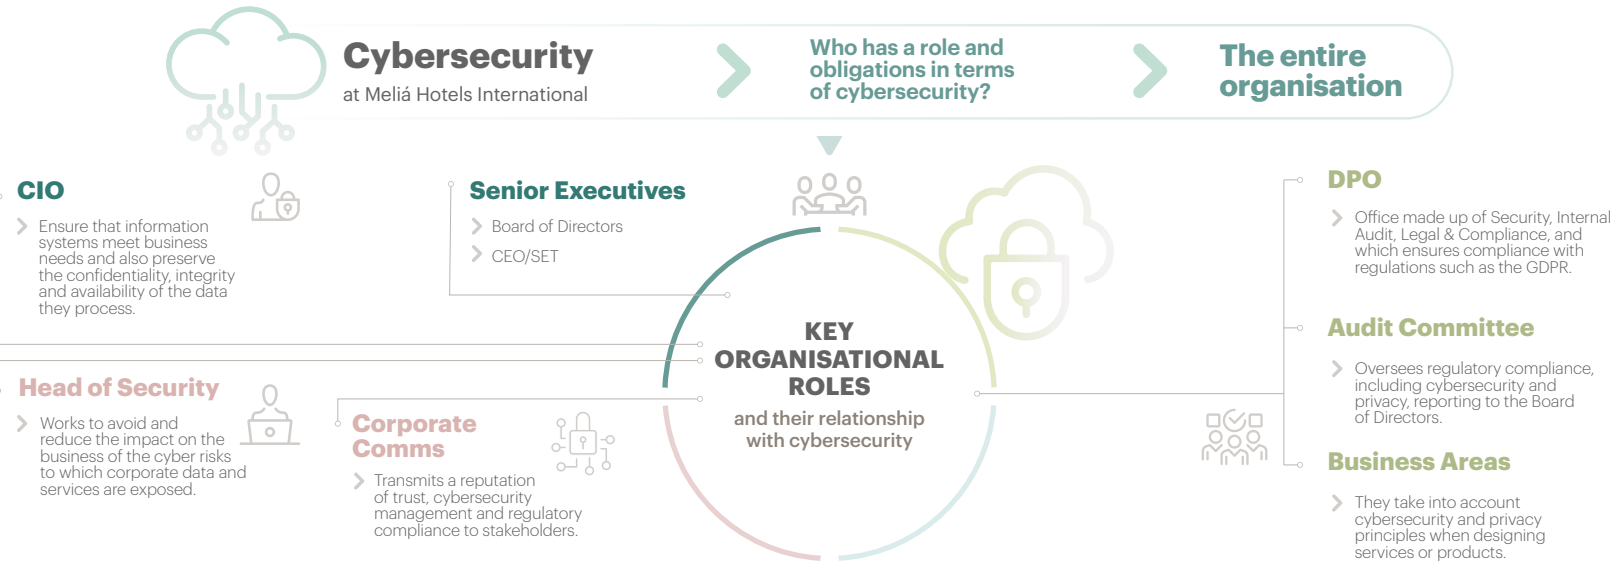 Cybersecurity
at Meliá Hotels International
Who has a role and
obligations in terms
of cybersecurity?
The entire
organisation
CIO
Ensure that information
systems meet business
needs and also preserve
the confidentiality, integrity
and availability of the data
they process.
Senior Executives
Board of Directors
CEO/SET
Head of Security
Works to avoid and
reduce the impact on the
business of the cyber risks
to which corporate data and
services are exposed.
Corporate
Comms
Transmits a reputation
of trust, cybersecurity
management and regulatory
compliance to stakeholders.
KEY
ORGANISATIONAL
ROLES
and their relationship
with cybersecurity
DPO
Office made up of Security, Internal
Audit, Legal & Compliance, and
which ensures compliance with
regulations such as the GDPR.
Audit Committee
Oversees regulatory compliance,
including cybersecurity and
privacy, reporting to the Board
of Directors.
Business Areas
They take into account
cybersecurity and privacy
principles when designing
services or products.